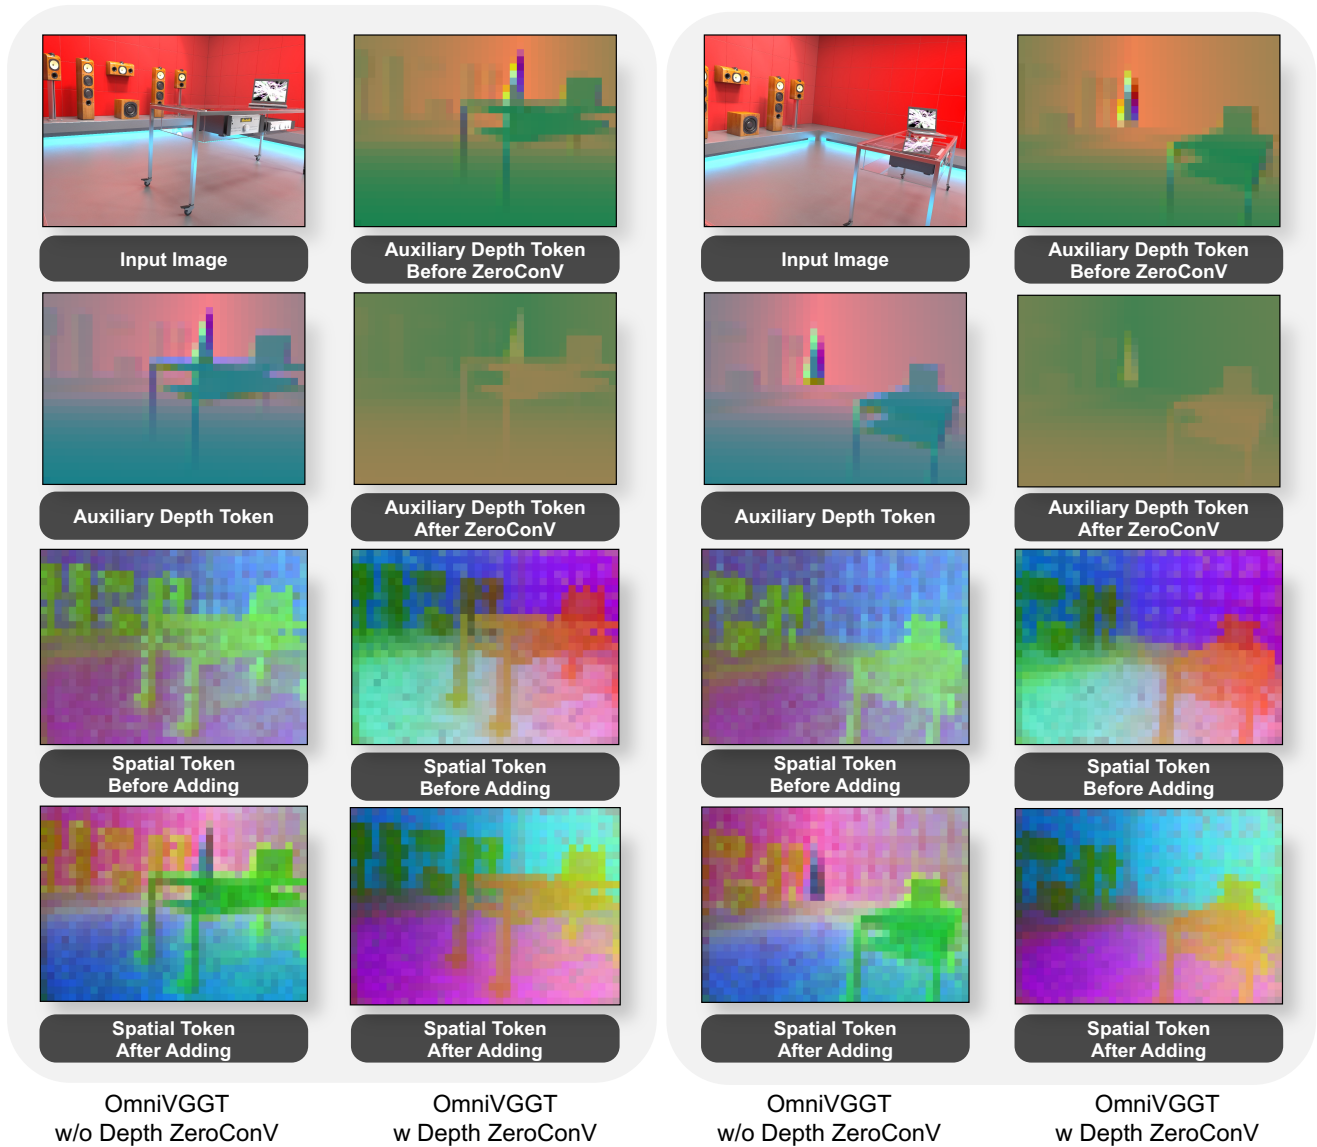 Input Image
Auxiliary Depth Token
Before ZeroConV
Input Image
Auxiliary Depth Token
Before ZeroConV
Auxiliary Depth Token
Auxiliary Depth Token
After ZeroConV
Auxiliary Depth Token
Auxiliary Depth Token
After ZeroConV
Spatial Token
Before Adding
Spatial Token
Before Adding
Spatial Token
Before Adding
Spatial Token
Before Adding
Spatial Token
After Adding
Spatial Token
After Adding
Spatial Token
After Adding
Spatial Token
After Adding
OmniVGGT
w/o Depth ZeroConV
OmniVGGT
w Depth ZeroConV
OmniVGGT
w/o Depth ZeroConV
OmniVGGT
w Depth ZeroConV